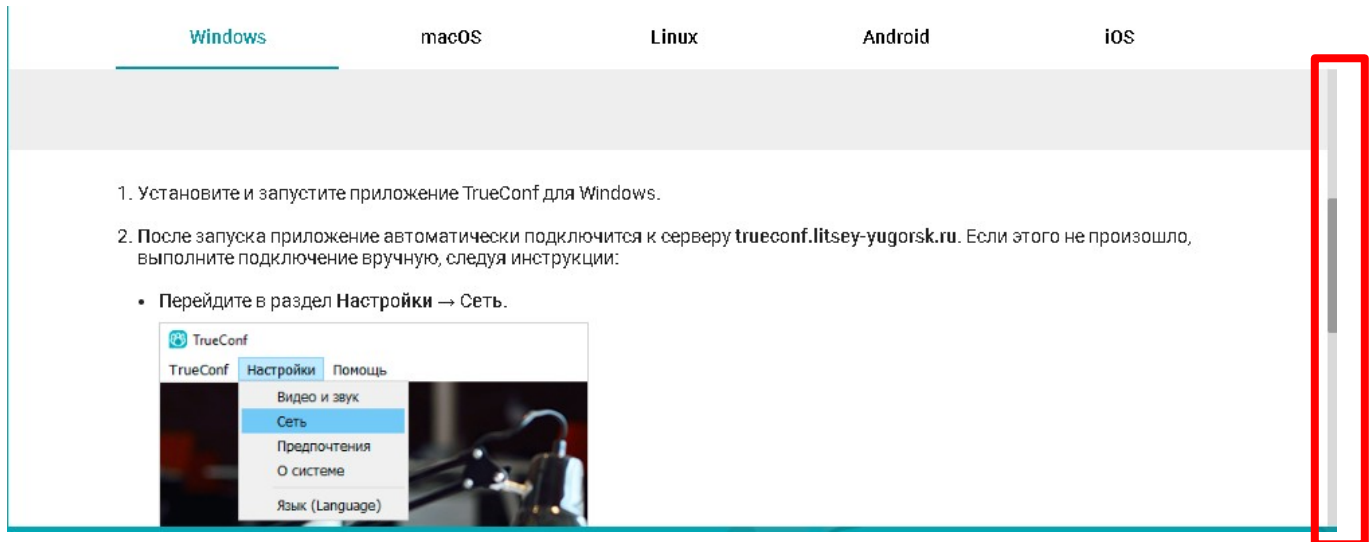 Windows macOS Linux Android iOS
1. Установите и запустите приложение TrueConf для Windows.
2. После запуска приложение автоматически подключится к серверу trueconf.litsey-yugorsk.ru. Если этого не произошло,
выполните подключение вручную, следуя инструкции:
• Перейдите в раздел Настройки → Сеть.
TrueConf
TrueConf Настройки Помощь
Видео и звук
Сеть
Предпочтения
О системе
Язык (Language)